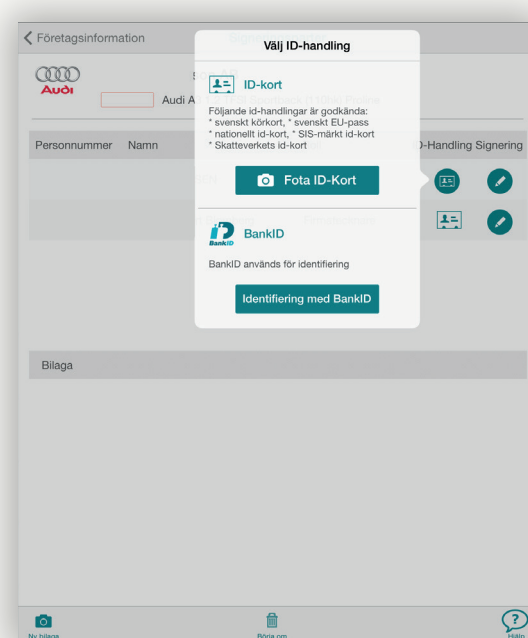 Företagsinformation
Välj ID-handling
Audi
ID-kort
Audi A
Följande id-handlingar är godkända:
* svenskt körkort, * svenskt EU-pass
* nationellt id-kort, * SIS-märkt id-kort
* Skatteverkets id-kort
Personnummer Namn
D-Handling Signering
Fota ID-Kort
BankID
BankID
BankID används för identifiering
Identifiering med BankID
Bilaga
Ny bilaga
Börja om
Hjälp